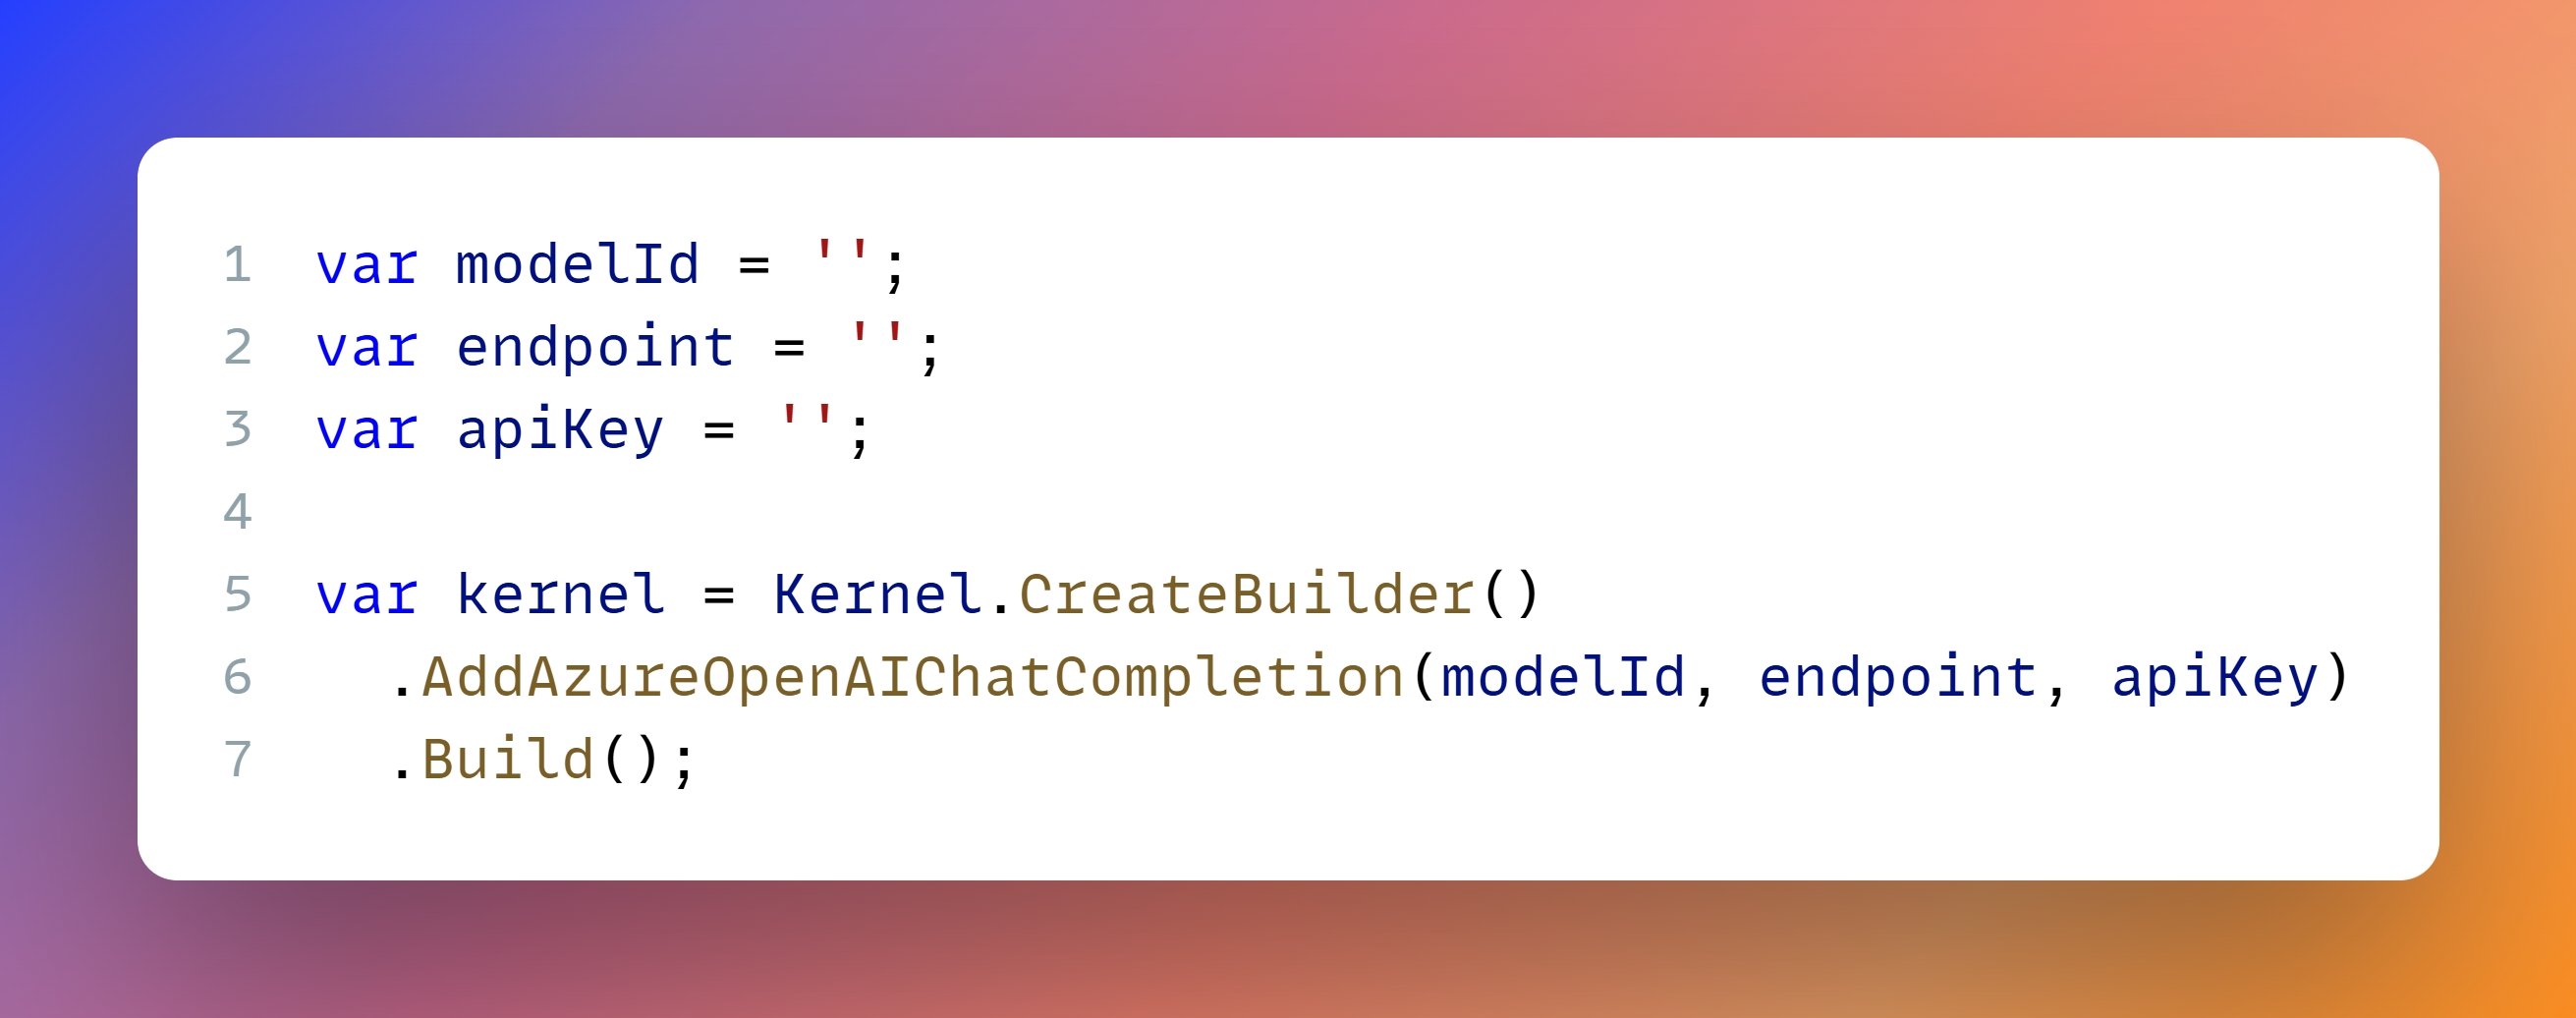 1 var modelId = '';
2 var endpoint = '';
3 var apiKey = '';
4
5 var kernel = Kernel.CreateBuilder()
6   .AddAzureOpenAIChatCompletion(modelId, endpoint, apiKey)
7   .Build();